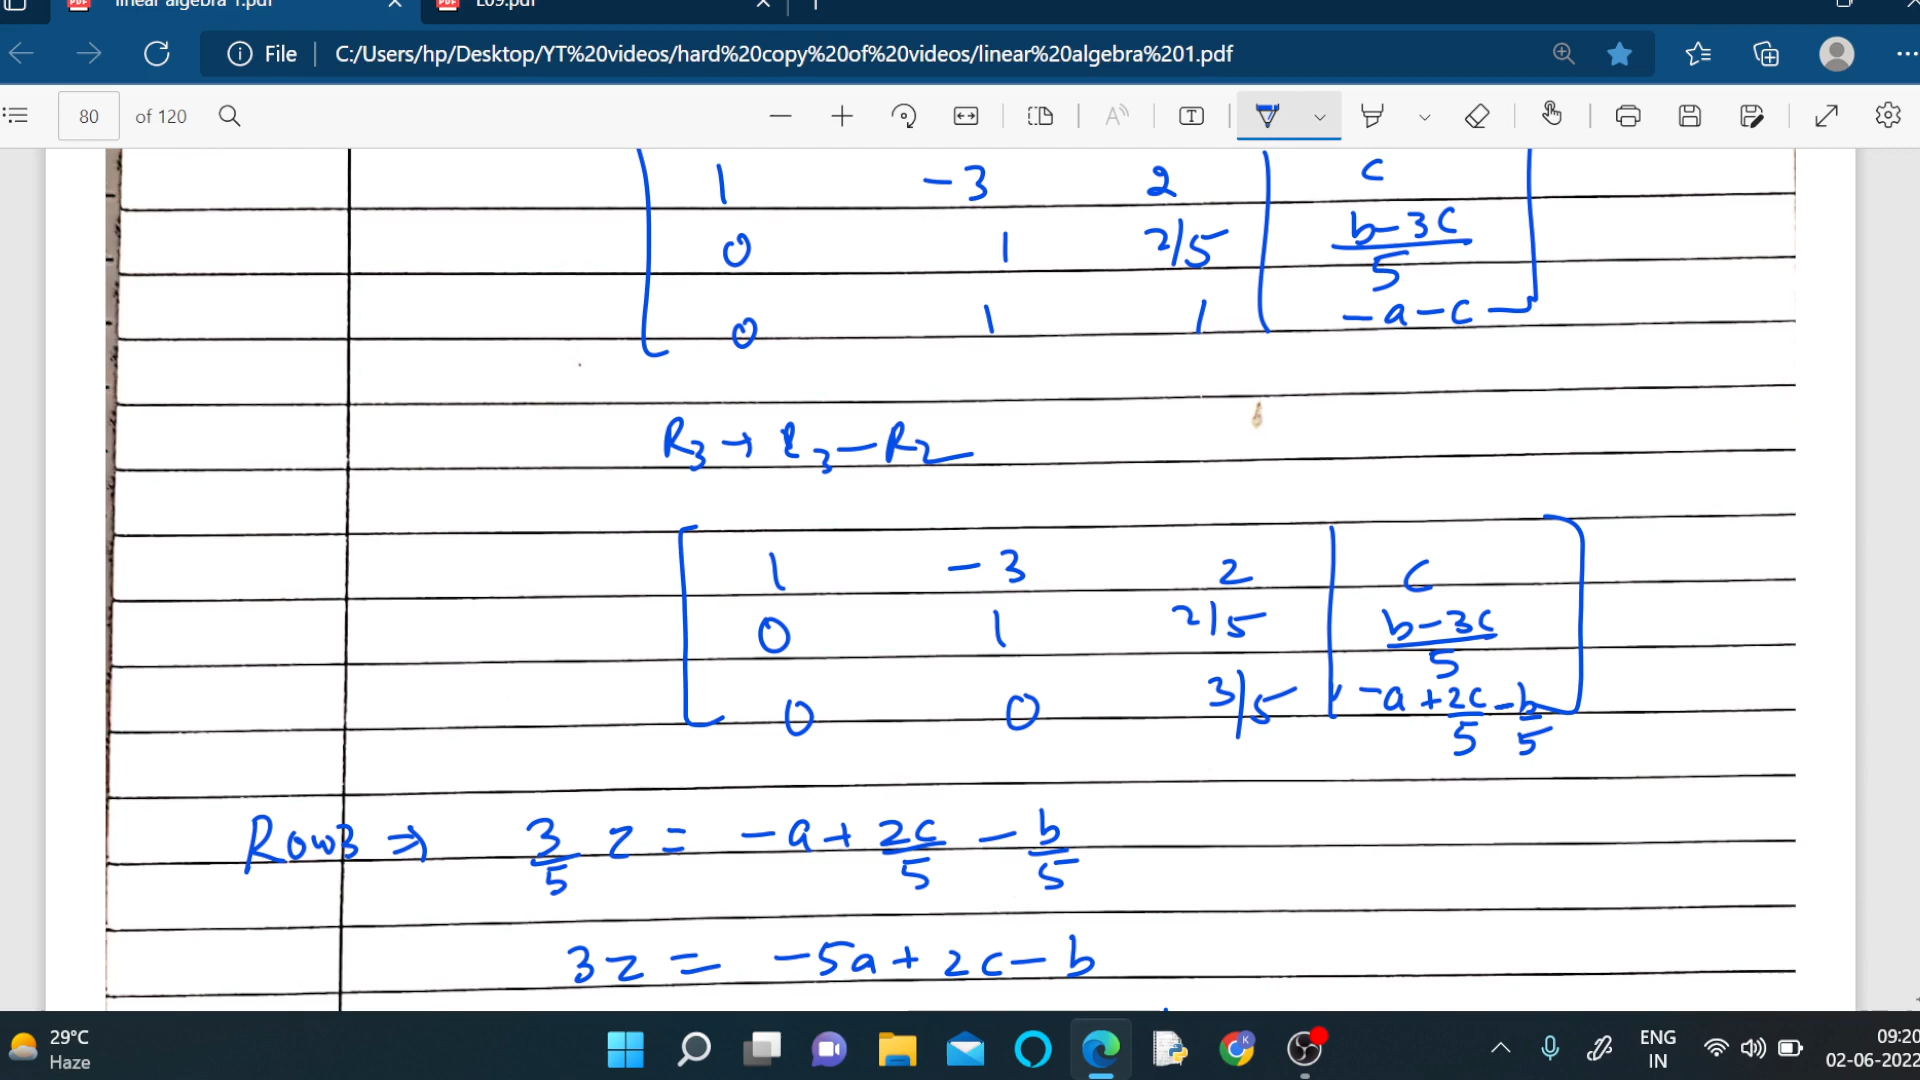 linear algebra 1.pdf L09.pdf
File C:/Users/hp/Desktop/YT%20videos/hard%20copy%20of%20videos/linear%20algebra%201.pdf
80 of 120
1 -3 2 c
0 1 2/5 b-3c/5
0 1 1 -a-c
R3 → R3 - R2
1 -3 2 c
0 1 2/5 b-3c/5
0 0 3/5 -a+2c/5-b/5
Row3 ⇒ 3/5 z = -a + 2c/5 - b/5
3z = -5a + 2c - b
29°C
Haze
ENG
IN
09:20
02-06-2022